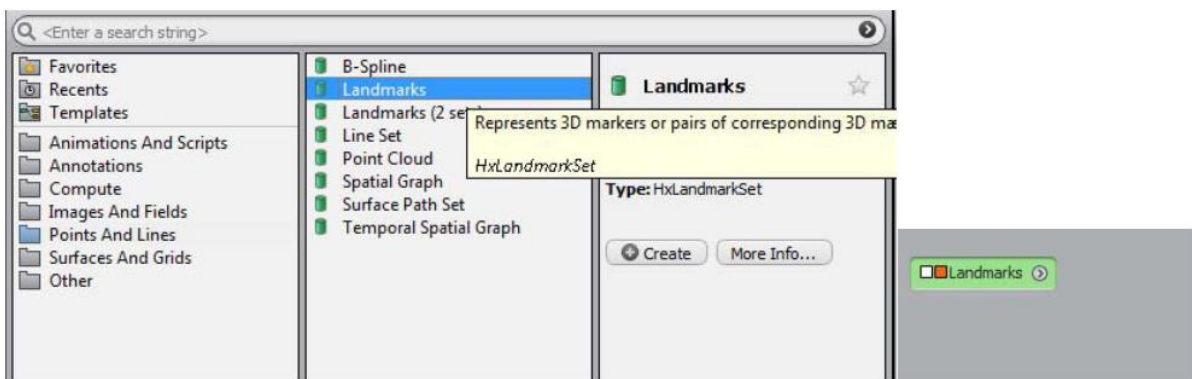 <Enter a search string>
Favorites
Recents
Templates
Animations And Scripts
Annotations
Compute
Images And Fields
Points And Lines
Surfaces And Grids
Other
B-Spline
Landmarks
Landmarks (2 set
Line Set
Point Cloud
Spatial Graph
Surface Path Set
Temporal Spatial Graph
Landmarks
Represents 3D markers or pairs of corresponding 3D ma
HxLandmarkSet
Type: HxLandmarkSet
Create
More Info...
Landmarks